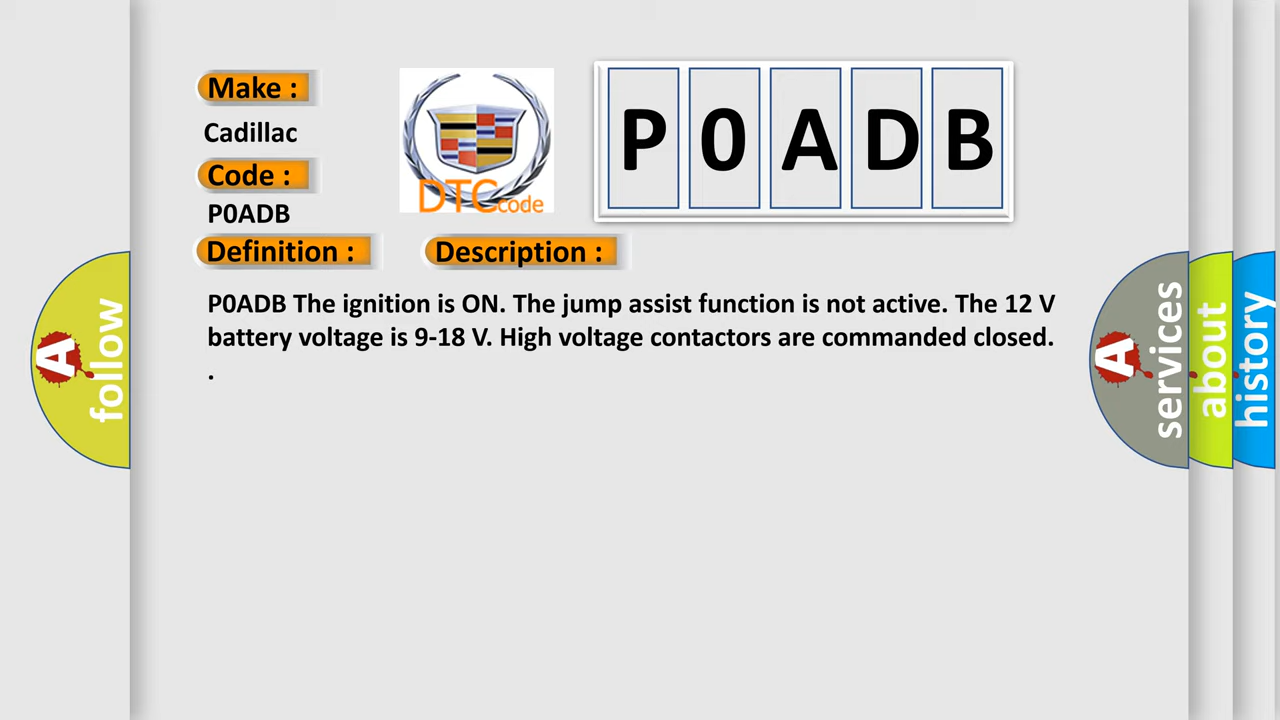 Make :
Cadillac
Code :
P0ADB
Definition :
Description :
DTCcode
P0ADB
P0ADB The ignition is ON. The jump assist function is not active. The 12 V
battery voltage is 9-18 V. High voltage contactors are commanded closed.
.
A follow
A services
about
history